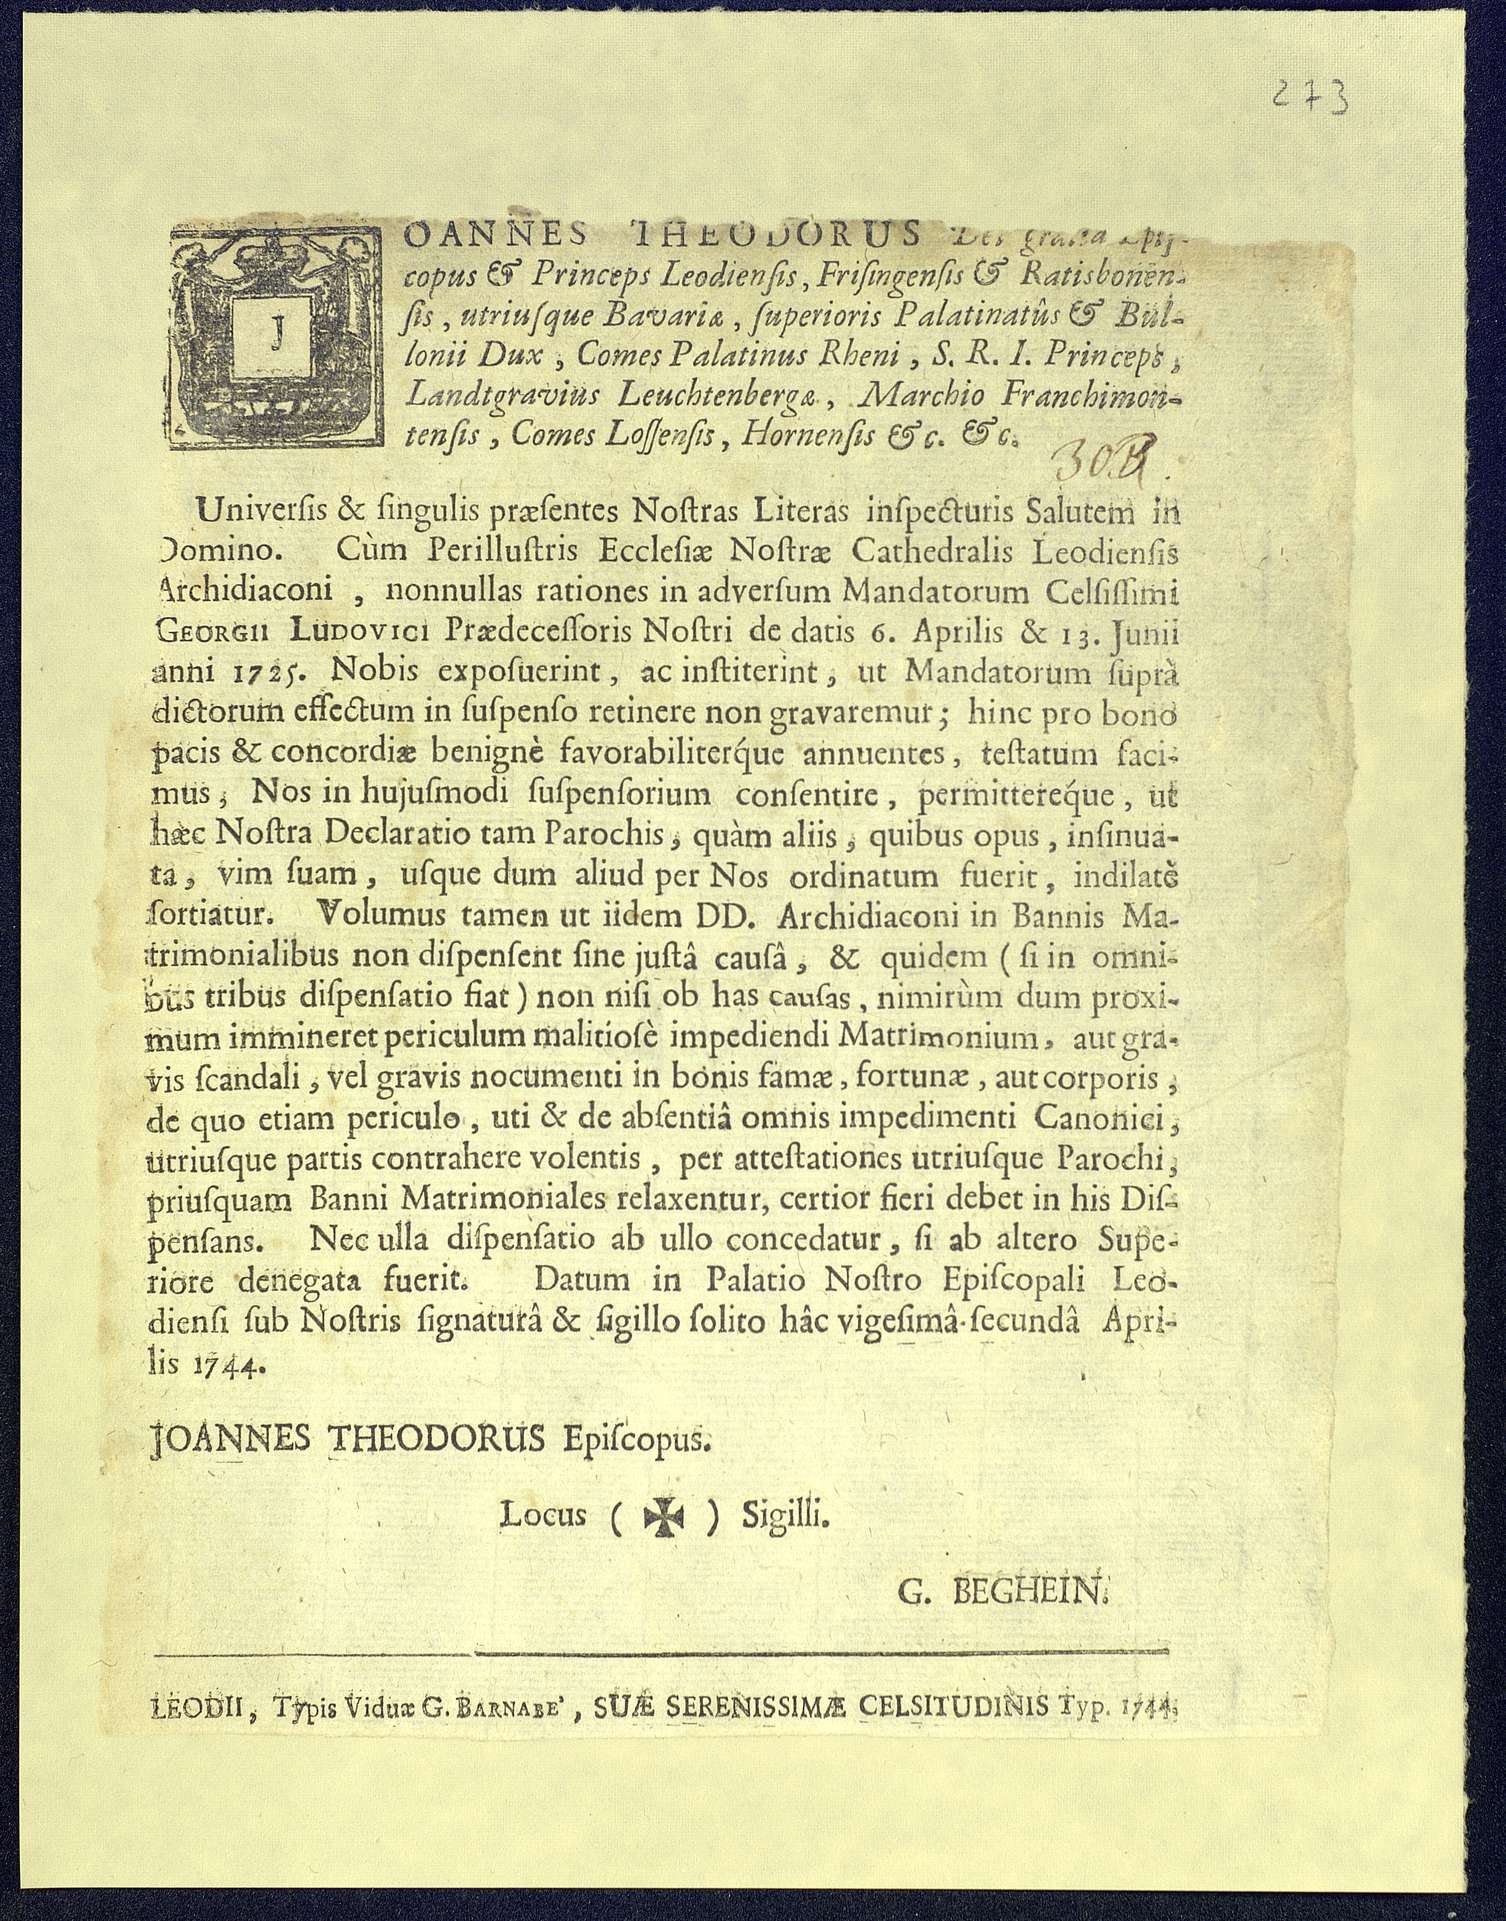 273
JOANNES THEODORUS Dei gratia Epiſ-
copus & Princeps Leodienſis, Friſingenſis & Ratisbonen-
ſis, utriuſque Bavariæ, ſuperioris Palatinatûs & Bul-
lonii Dux, Comes Palatinus Rheni, S. R. I. Princeps,
Landtgravius Leuchtenbergæ, Marchio Franchimon-
tenſis, Comes Loſſenſis, Hornenſis &c. &c.
Univerſis & ſingulis præſentes Noſtras Literas inſpecturis Salutem in
Domino. Cùm Perilluſtris Eccleſiæ Noſtræ Cathedralis Leodienſis
Archidiaconi, nonnullas rationes in adverſum Mandatorum Celſiſſimi
GEORGII LUDOVICI Prædeceſſoris Noſtri de datis 6. Aprilis & 13. Junii
anni 1725. Nobis expoſuerint, ac inſtiterint, ut Mandatorum ſuprà
dictorum effectum in ſuſpenſo retinere non gravaremur; hinc pro bono
pacis & concordiæ benignè favorabiliterq́ue annuentes, teſtatum faci-
mus, Nos in hujuſmodi ſuſpenſorium conſentire, permittereq́ue, ut
hæc Noſtra Declaratio tam Parochis, quàm aliis, quibus opus, inſinua-
ta, vim ſuam, uſque dum aliud per Nos ordinatum fuerit, indilatè
ſortiatur. Volumus tamen ut iidem DD. Archidiaconi in Bannis Ma-
trimonialibus non diſpenſent ſine juſtâ cauſâ, & quidem (ſi in omni-
bus tribus diſpenſatio fiat) non niſi ob has cauſas, nimirùm dum proxi-
mum immineret periculum malitioſè impediendi Matrimonium, aut gra-
vis ſcandali, vel gravis nocumenti in bonis famæ, fortunæ, aut corporis,
de quo etiam periculo, uti & de abſentiâ omnis impedimenti Canonici,
utriuſque partis contrahere volentis, per atteſtationes utriuſque Parochi,
priuſquam Banni Matrimoniales relaxentur, certior fieri debet in his Diſ-
penſans. Nec ulla diſpenſatio ab ullo concedatur, ſi ab altero Supe-
riore denegata fuerit. Datum in Palatio Noſtro Epiſcopali Leo-
dienſi ſub Noſtris ſignaturâ & ſigillo ſolito hâc vigeſimâ-ſecundâ Apri-
lis 1744.
JOANNES THEODORUS Epiſcopus.
Locus ( ✠ ) Sigilli.
G. BEGHEIN.
LEODII, Typis Viduæ G. BARNABE', SUÆ SERENISSIMÆ CELSITUDINIS Typ. 1744.